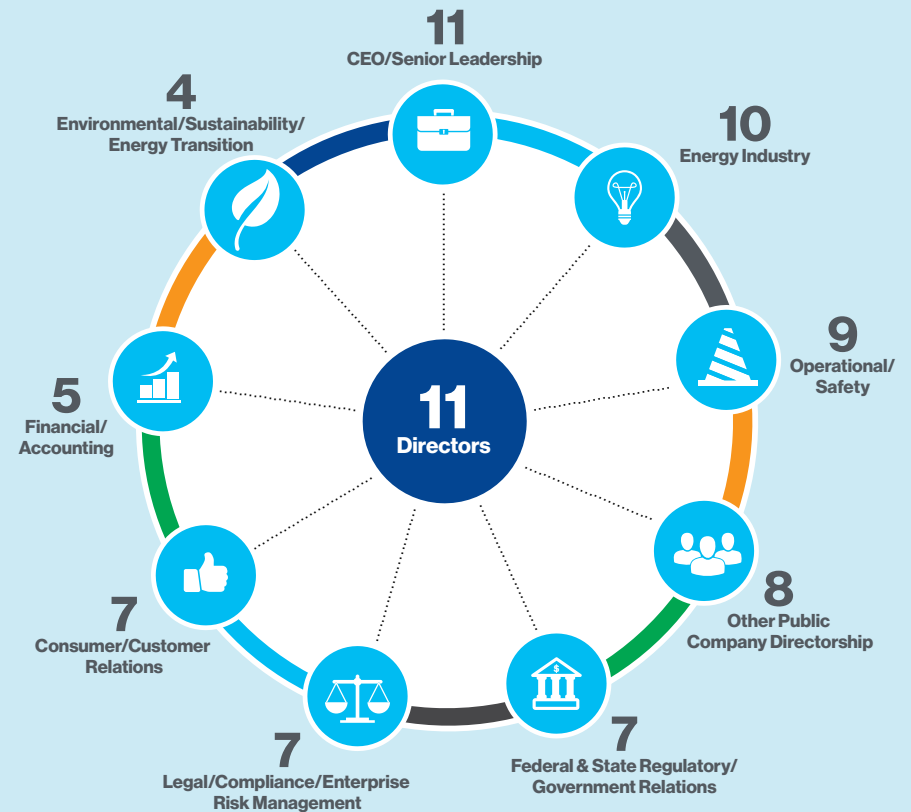 11
CEO/Senior Leadership
10
Energy Industry
9
Operational/
Safety
8
Other Public
Company Directorship
$
7
Federal & State Regulatory/
Government Relations
7
Legal/Compliance/Enterprise
Risk Management
7
Consumer/Customer
Relations
5
Financial/
Accounting
4
Environmental/Sustainability/
Energy Transition
11
Directors